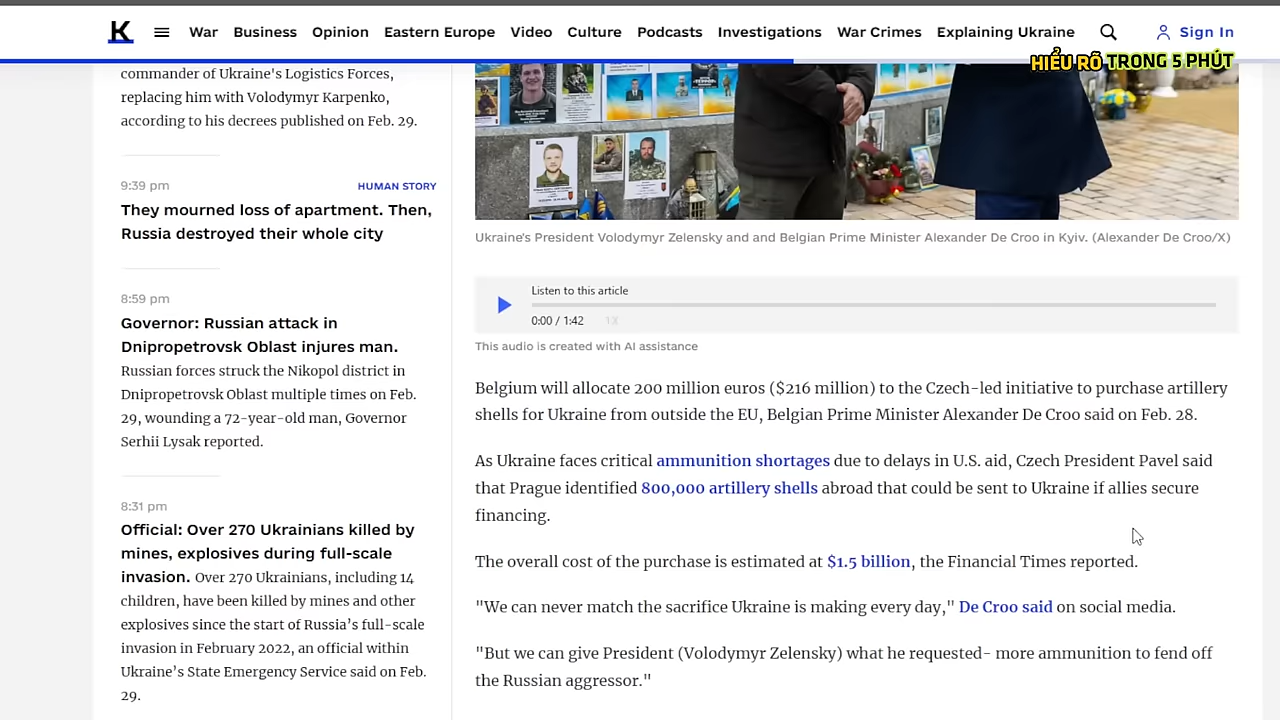 K
War Business Opinion Eastern Europe Video Culture Podcasts Investigations War Crimes Explaining Ukraine Sign In
HIỂU RÕ TRONG 5 PHÚT
commander of Ukraine's Logistics Forces,
replacing him with Volodymyr Karpenko,
according to his decrees published on Feb. 29.
9:39 pm HUMAN STORY
They mourned loss of apartment. Then,
Russia destroyed their whole city
8:59 pm
Governor: Russian attack in
Dnipropetrovsk Oblast injures man.
Russian forces struck the Nikopol district in
Dnipropetrovsk Oblast multiple times on Feb.
29, wounding a 72-year-old man, Governor
Serhii Lysak reported.
8:31 pm
Official: Over 270 Ukrainians killed by
mines, explosives during full-scale
invasion. Over 270 Ukrainians, including 14
children, have been killed by mines and other
explosives since the start of Russia’s full-scale
invasion in February 2022, an official within
Ukraine’s State Emergency Service said on Feb.
29.
Ukraine's President Volodymyr Zelensky and and Belgian Prime Minister Alexander De Croo in Kyiv. (Alexander De Croo/X)
Listen to this article
0:00 / 1:42 1X
This audio is created with AI assistance
Belgium will allocate 200 million euros ($216 million) to the Czech-led initiative to purchase artillery
shells for Ukraine from outside the EU, Belgian Prime Minister Alexander De Croo said on Feb. 28.
As Ukraine faces critical ammunition shortages due to delays in U.S. aid, Czech President Pavel said
that Prague identified 800,000 artillery shells abroad that could be sent to Ukraine if allies secure
financing.
The overall cost of the purchase is estimated at $1.5 billion, the Financial Times reported.
"We can never match the sacrifice Ukraine is making every day," De Croo said on social media.
"But we can give President (Volodymyr Zelensky) what he requested- more ammunition to fend off
the Russian aggressor."